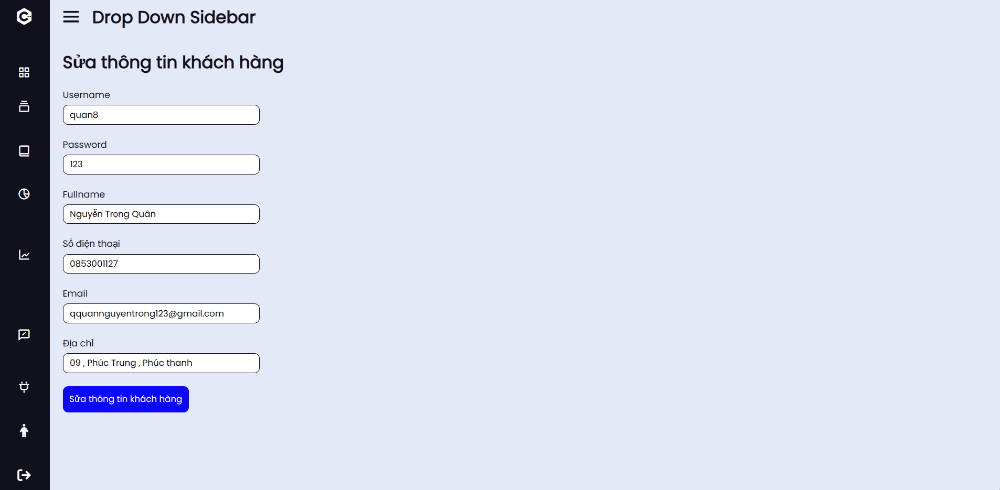 Drop Down Sidebar
Sửa thông tin khách hàng
Username
quan8
Password
123
Fullname
Nguyễn Trọng Quân
Số điện thoại
0853001127
Email
qquannguyentrong123@gmail.com
Địa chỉ
09 , Phúc Trung , Phúc thanh
Sửa thông tin khách hàng